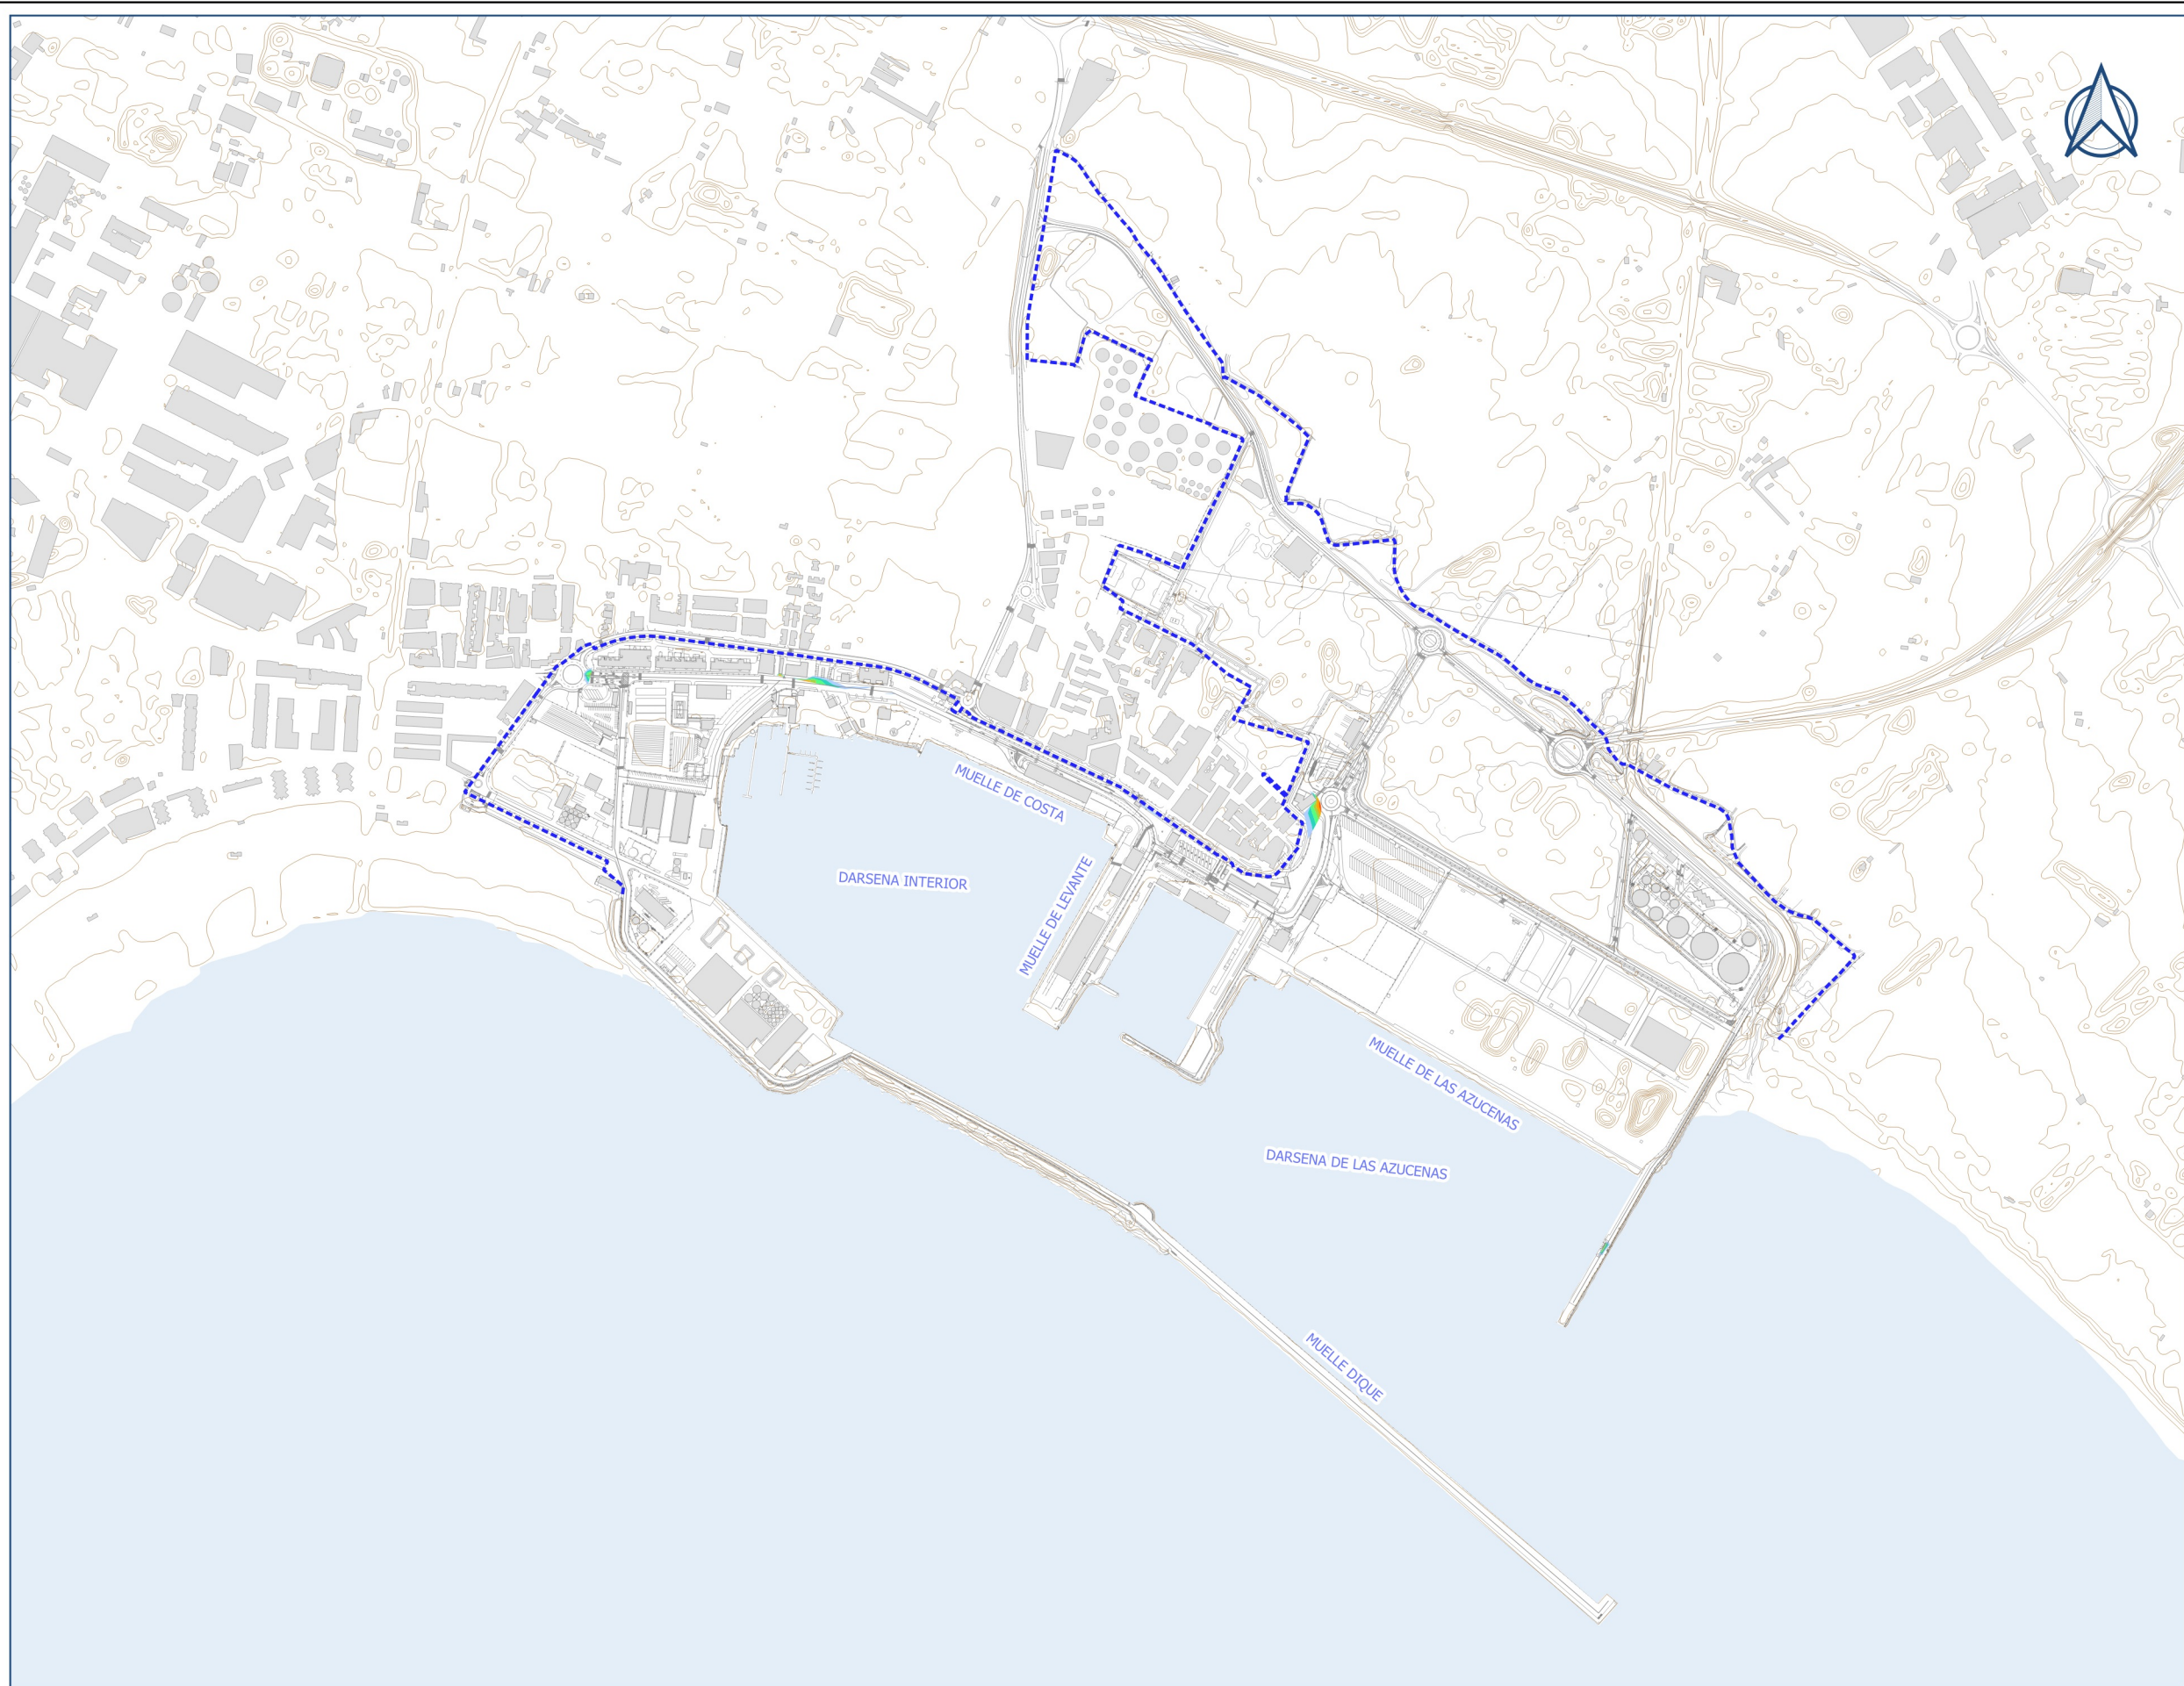 MUELLE DE COSTA
DARSENA INTERIOR
MUELLE DE LEVANTE
MUELLE DE LAS AZUCENAS
DARSENA DE LAS AZUCENAS
MUELLE DIQUE